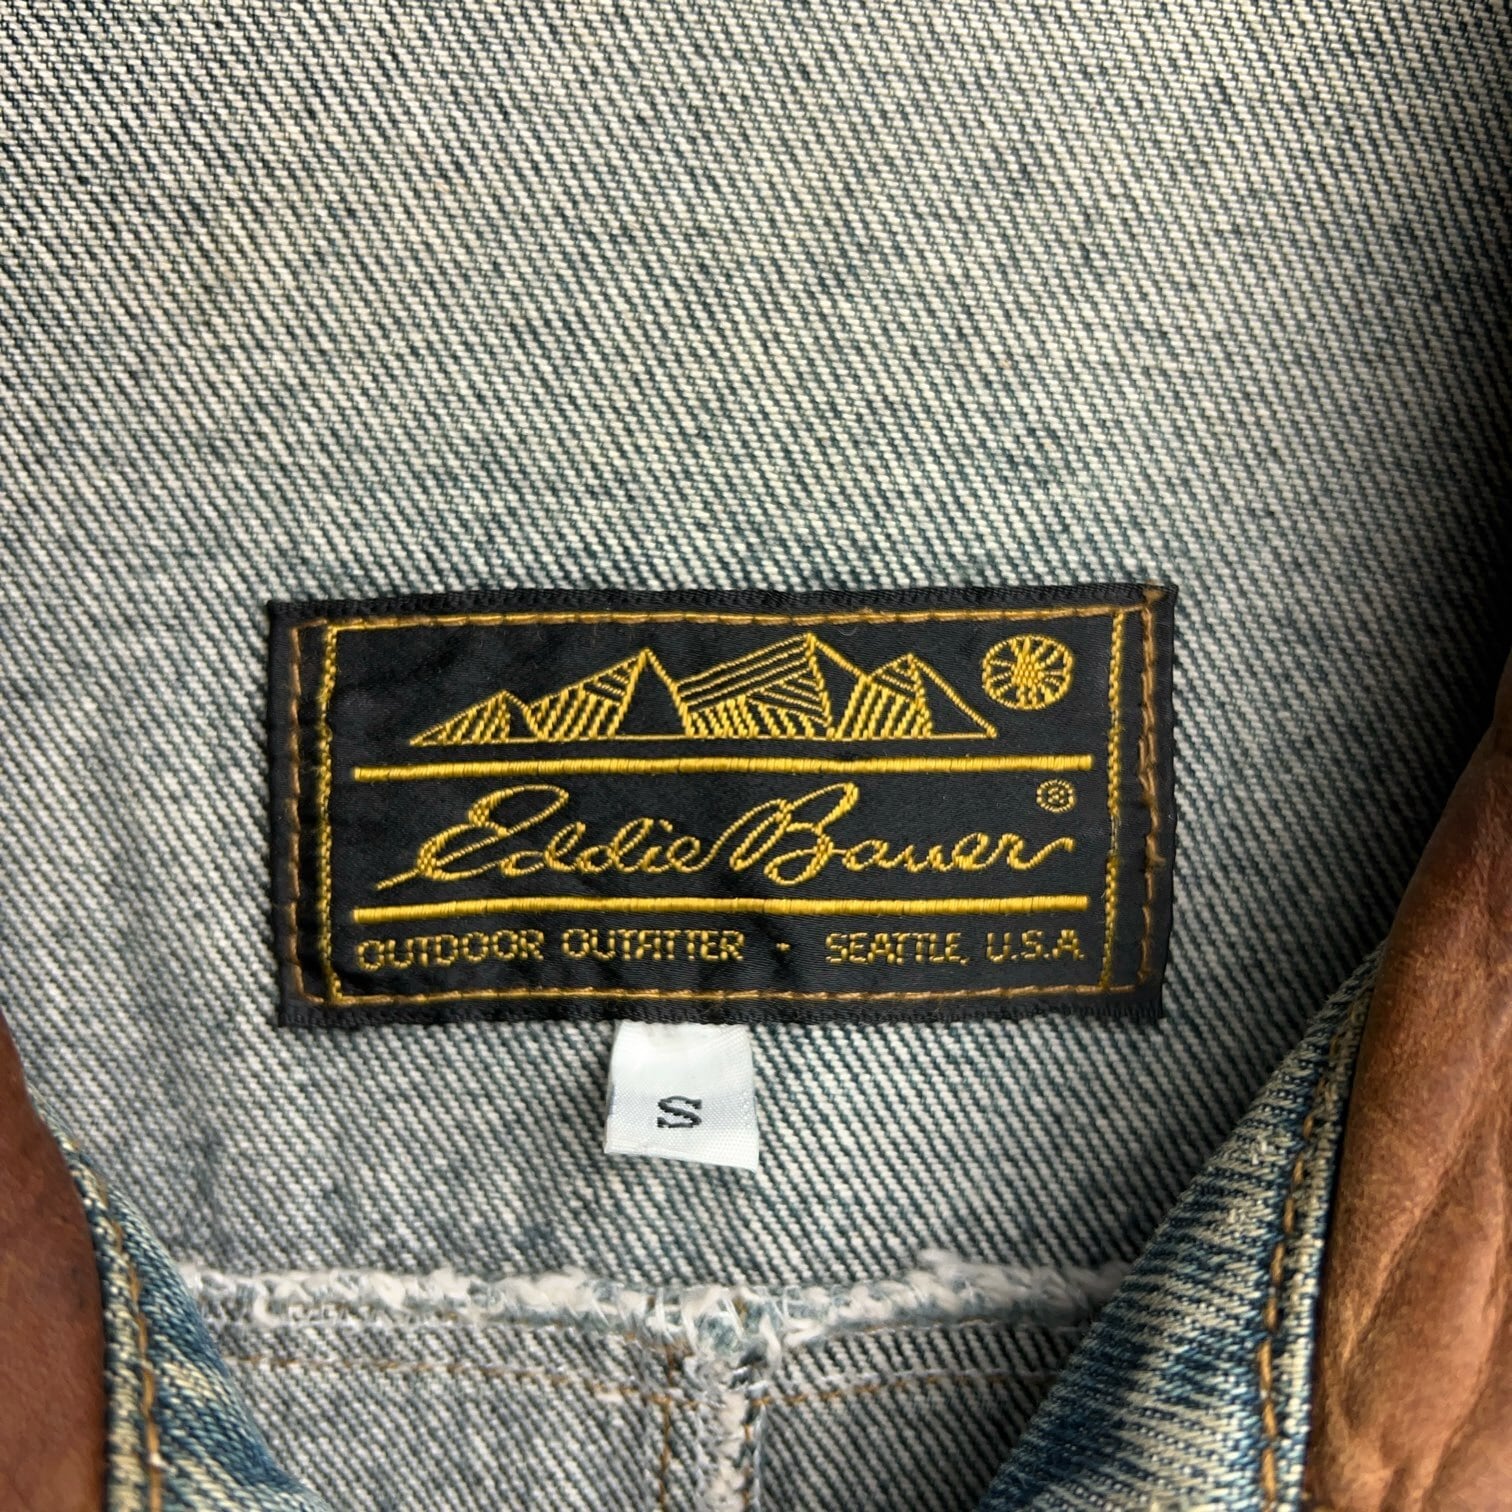 Eddie Bauer ®
OUTDOOR OUTFITTER - SEATTLE, U.S.A.
S